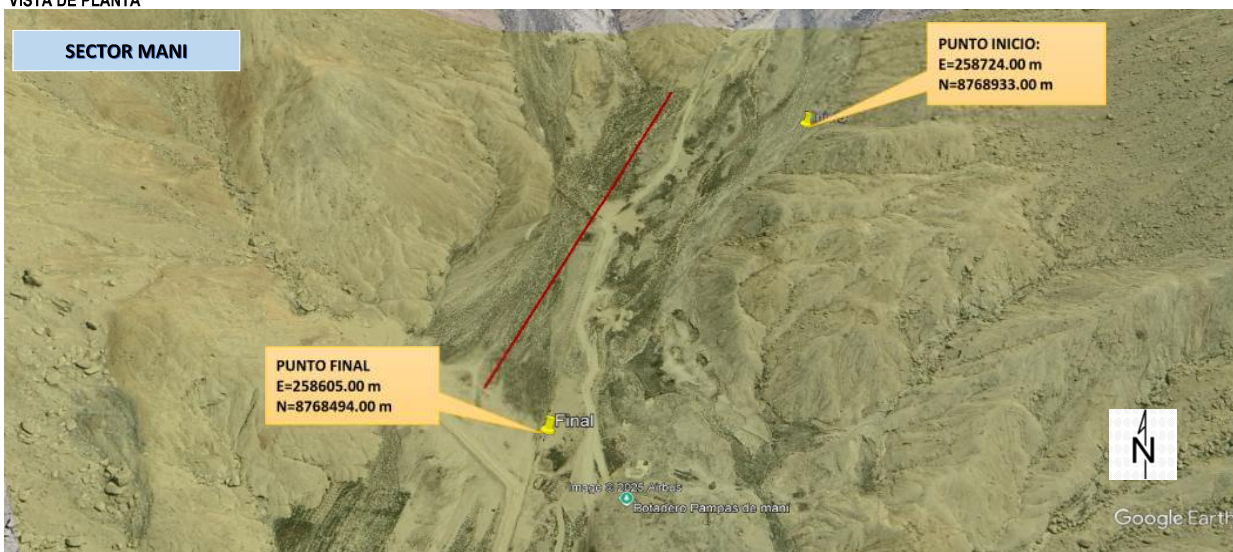 VISTA DE PLANTA
SECTOR MANI
PUNTO INICIO:
E=258724.00 m
N=8768933.00 m
PUNTO FINAL
E=258605.00 m
N=8768494.00 m
Final
Image © 2025 Airbus
Botadero Pampas de mani
N
Google Earth